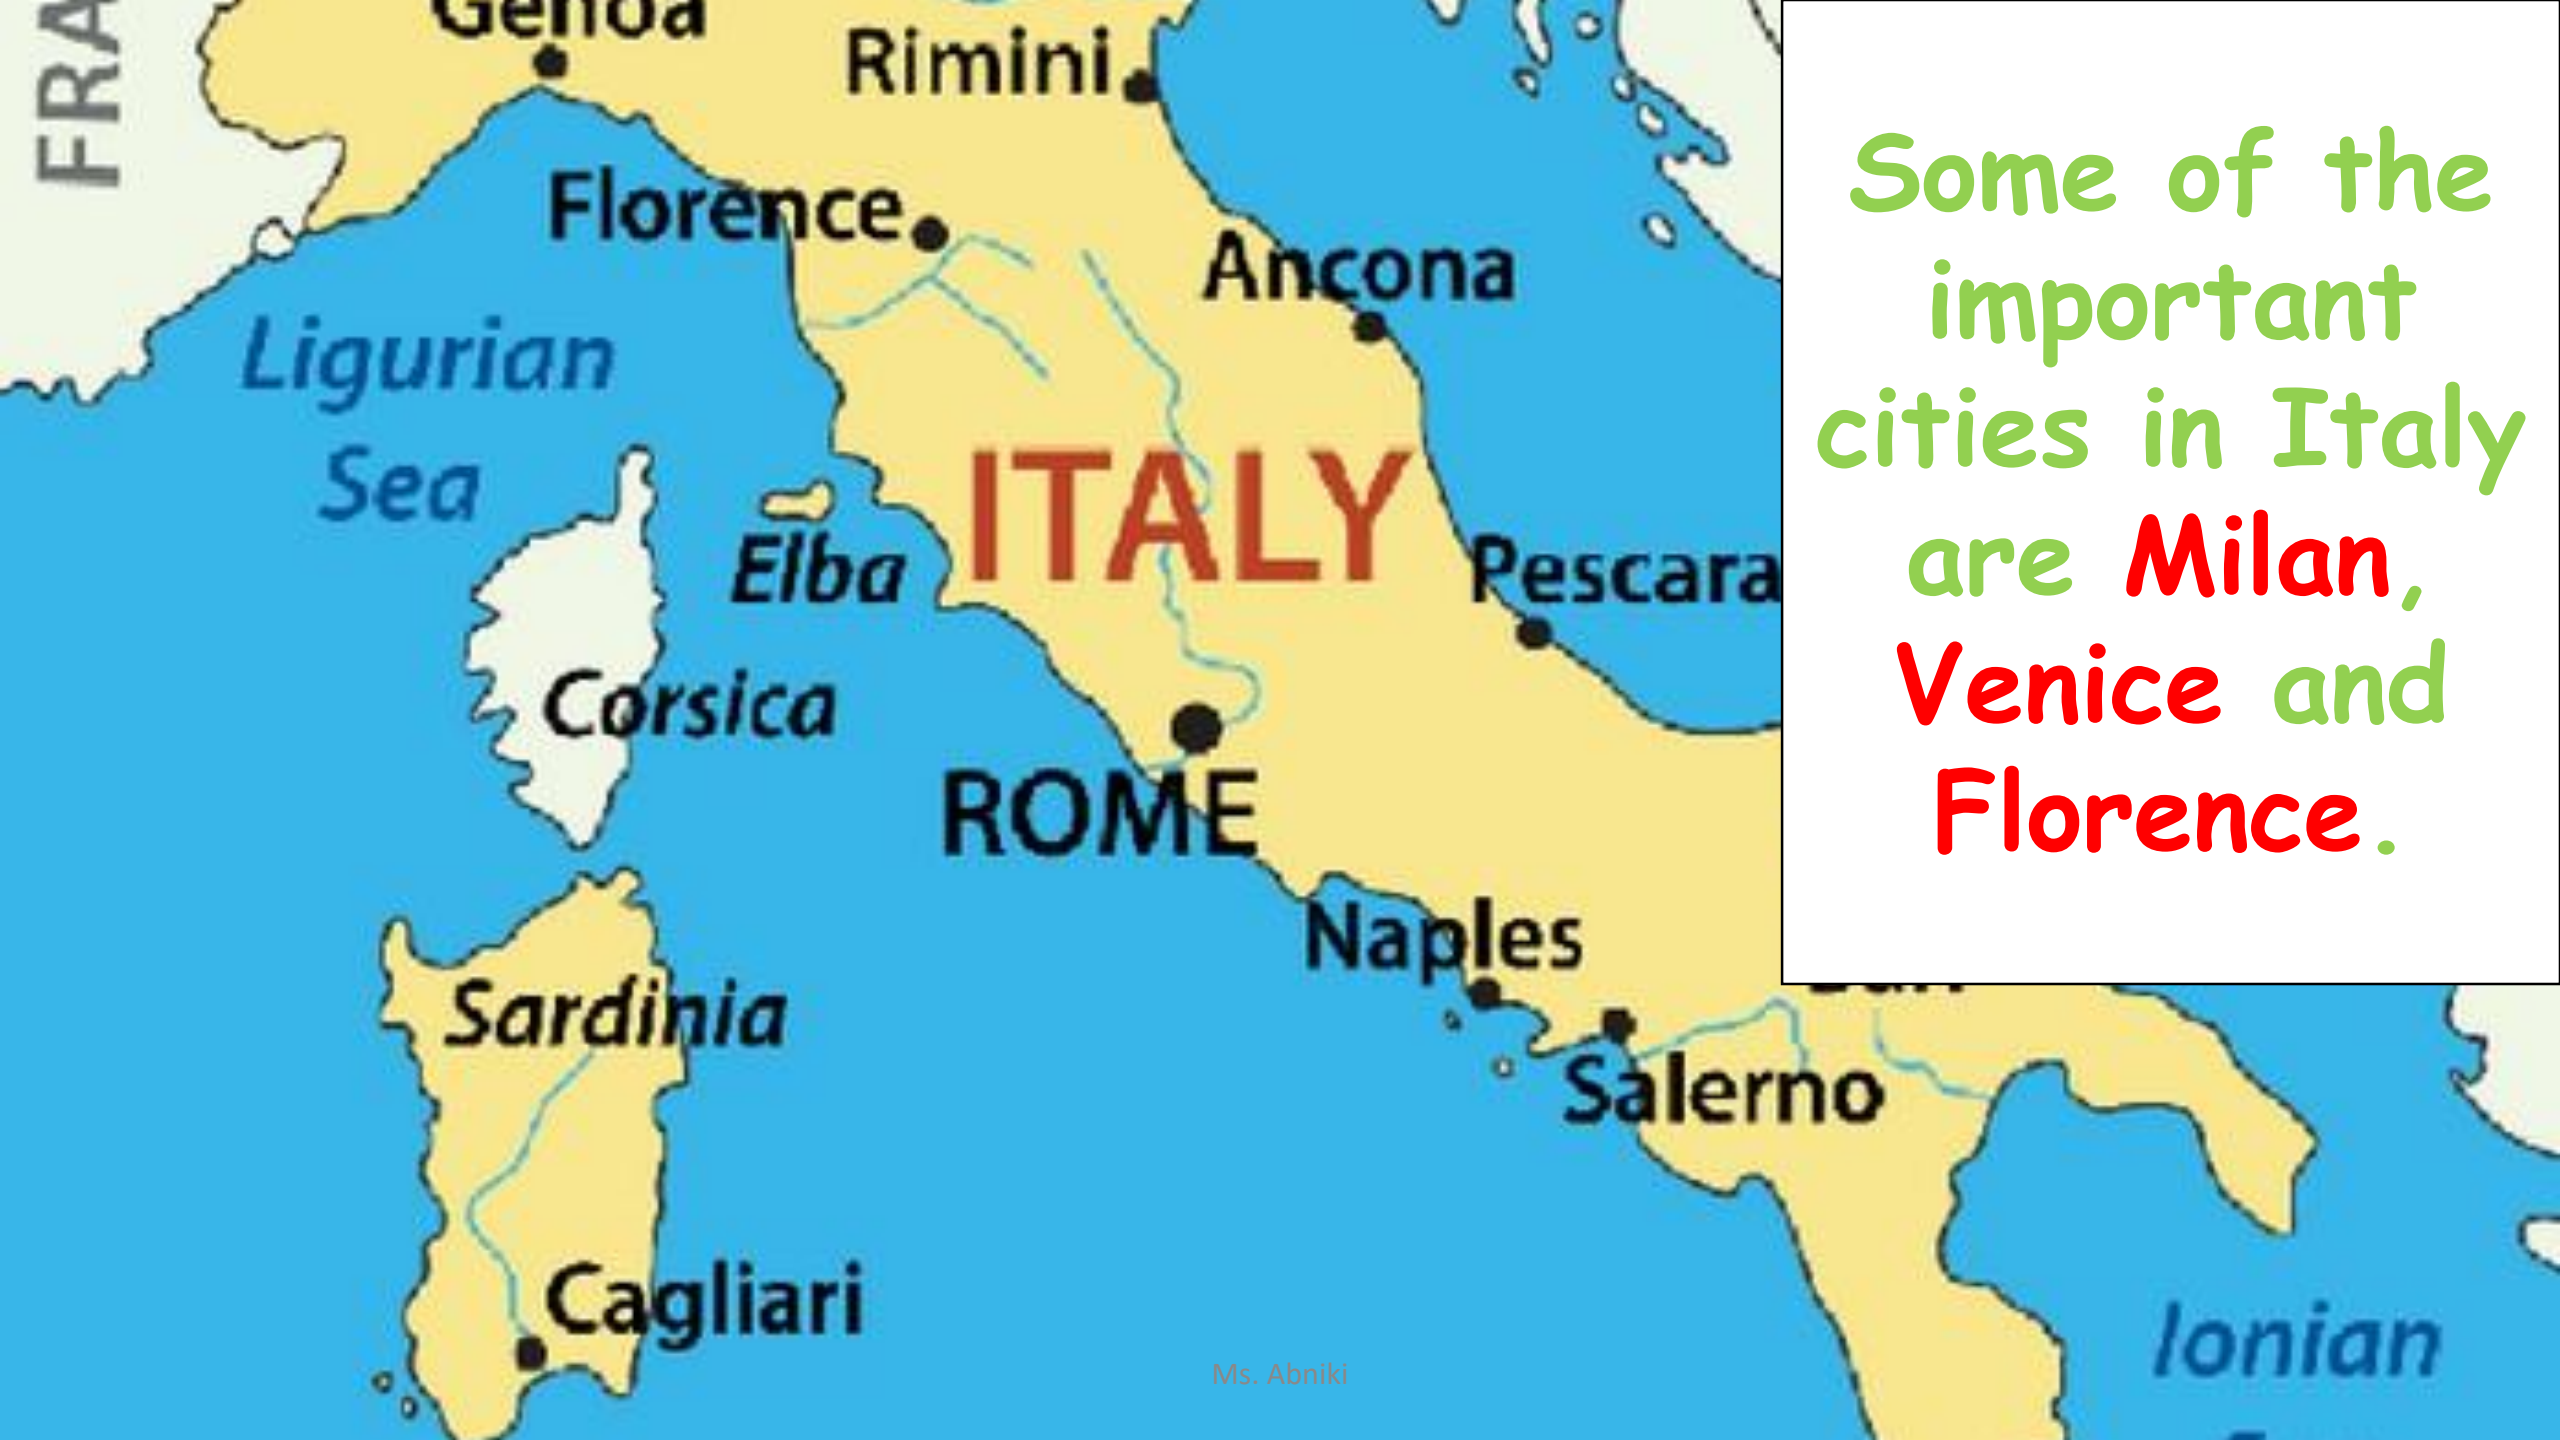 FRA
Genoa
Rimini
Florence
Ancona
Ligurian
Sea
ITALY
Elba
Pescara
Corsica
ROME
Naples
Sardinia
Salerno
Cagliari
Ionian
Some of the
important
cities in Italy
are Milan,
Venice and
Florence.
Ms. Abniki